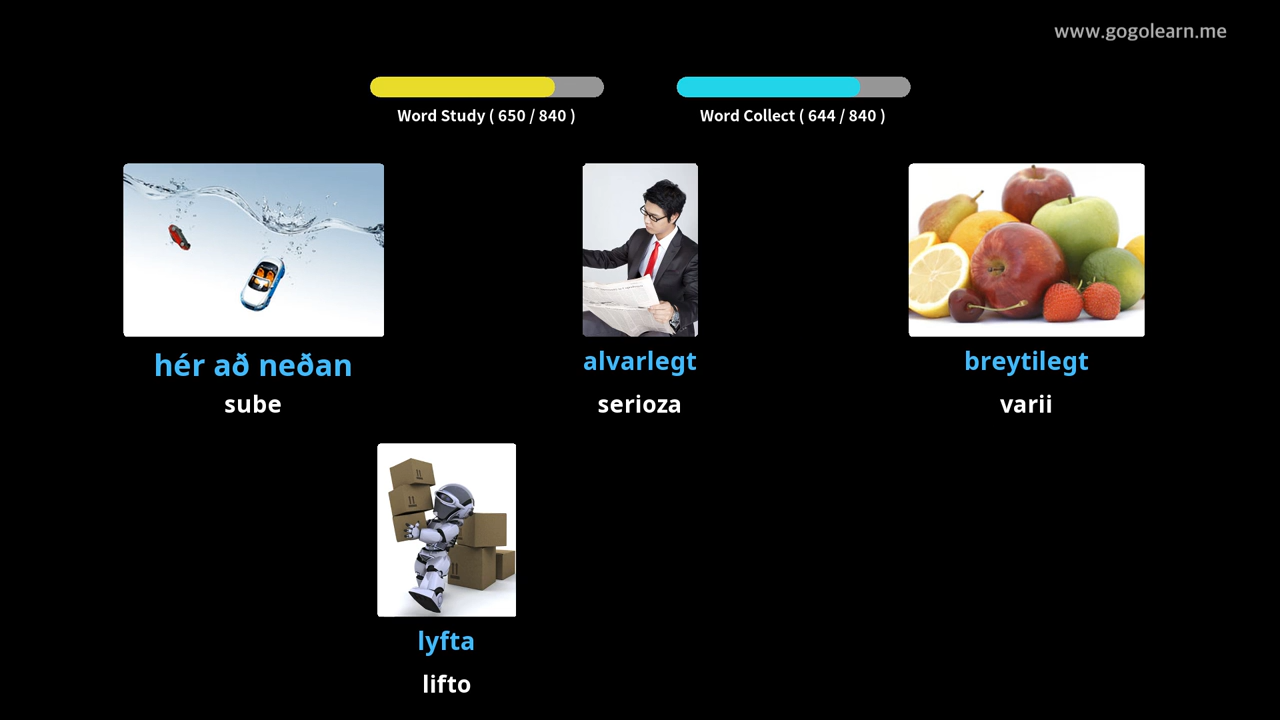 www.gogolearn.me
Word Study ( 650 / 840 )
Word Collect ( 644 / 840 )
hér að neðan
sube
alvarlegt
serioza
breytilegt
varii
lyfta
lifto